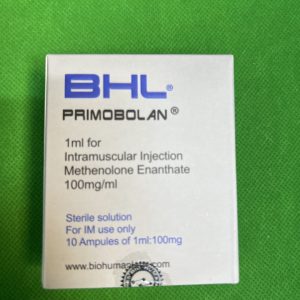 BHL®
PRIMOBOLAN®
1ml for
Intramuscular Injection
Methenolone Enanthate
100mg/ml
Sterile solution
For IM use only
10 Ampules of 1ml:100mg